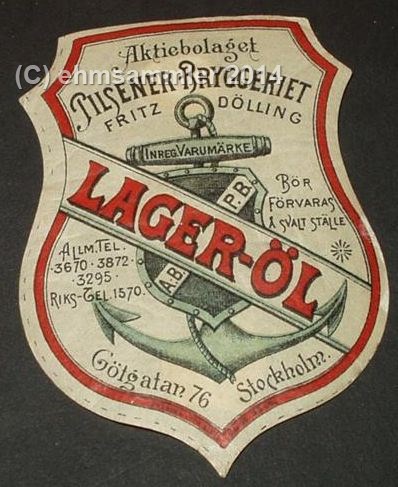 Aktiebolaget
(C) ehmsammler 2014
PILSENER-BRYGGERIET
FRITZ DÖLLING
INREG. VARUMÄRKE
P.B.
BÖR
FÖRVARAS
Å SVALT STÄLLE
LAGER-ÖL
ALLM. TEL.
·3670· 3872·
·3295·
RIKS-TEL. 1570.
A.B.
Götgatan 76 Stockholm.